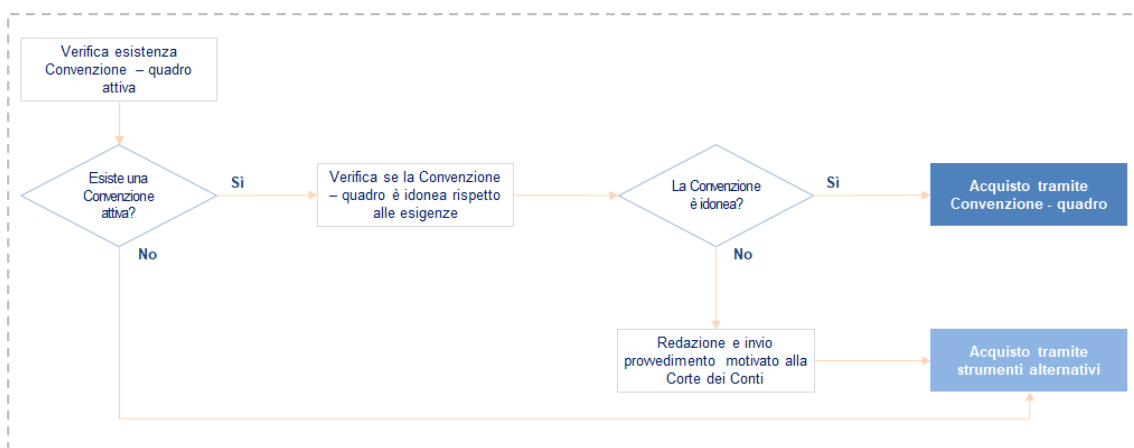 Verifica esistenza
Convenzione – quadro
attiva
Esiste una
Convenzione
attiva?
Sì
No
Verifica se la Convenzione
– quadro è idonea rispetto
alle esigenze
La Convenzione
è idonea?
Sì
No
Acquisto tramite
Convenzione - quadro
Redazione e invio
provvedimento motivato alla
Corte dei Conti
Acquisto tramite
strumenti alternativi